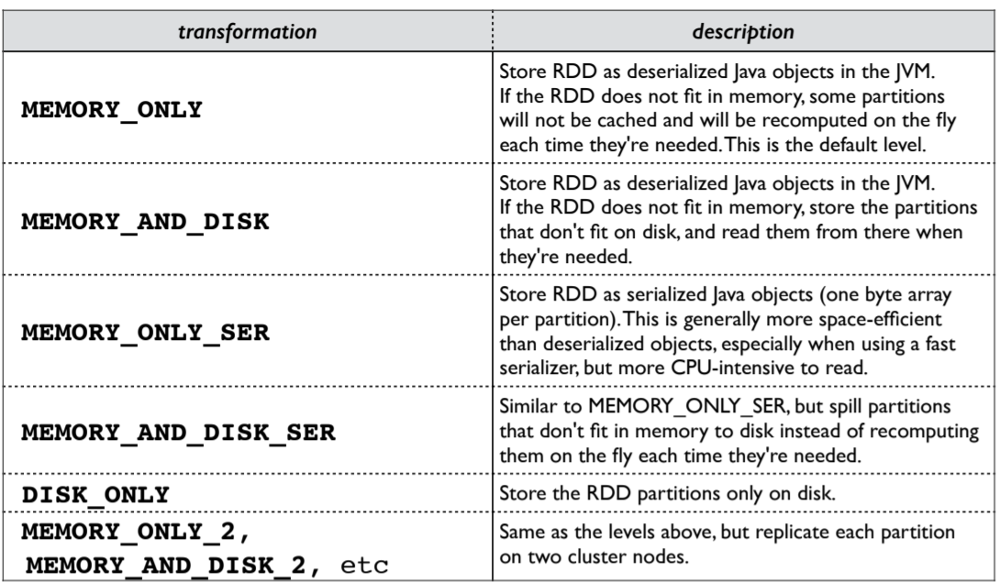 transformation description
MEMORY_ONLY
Store RDD as deserialized Java objects in the JVM.
If the RDD does not fit in memory, some partitions
will not be cached and will be recomputed on the fly
each time they're needed. This is the default level.
MEMORY_AND_DISK
Store RDD as deserialized Java objects in the JVM.
If the RDD does not fit in memory, store the partitions
that don't fit on disk, and read them from there when
they're needed.
MEMORY_ONLY_SER
Store RDD as serialized Java objects (one byte array
per partition). This is generally more space-efficient
than deserialized objects, especially when using a fast
serializer, but more CPU-intensive to read.
MEMORY_AND_DISK_SER
Similar to MEMORY_ONLY_SER, but spill partitions
that don't fit in memory to disk instead of recomputing
them on the fly each time they're needed.
DISK_ONLY
Store the RDD partitions only on disk.
MEMORY_ONLY_2,
MEMORY_AND_DISK_2, etc
Same as the levels above, but replicate each partition
on two cluster nodes.